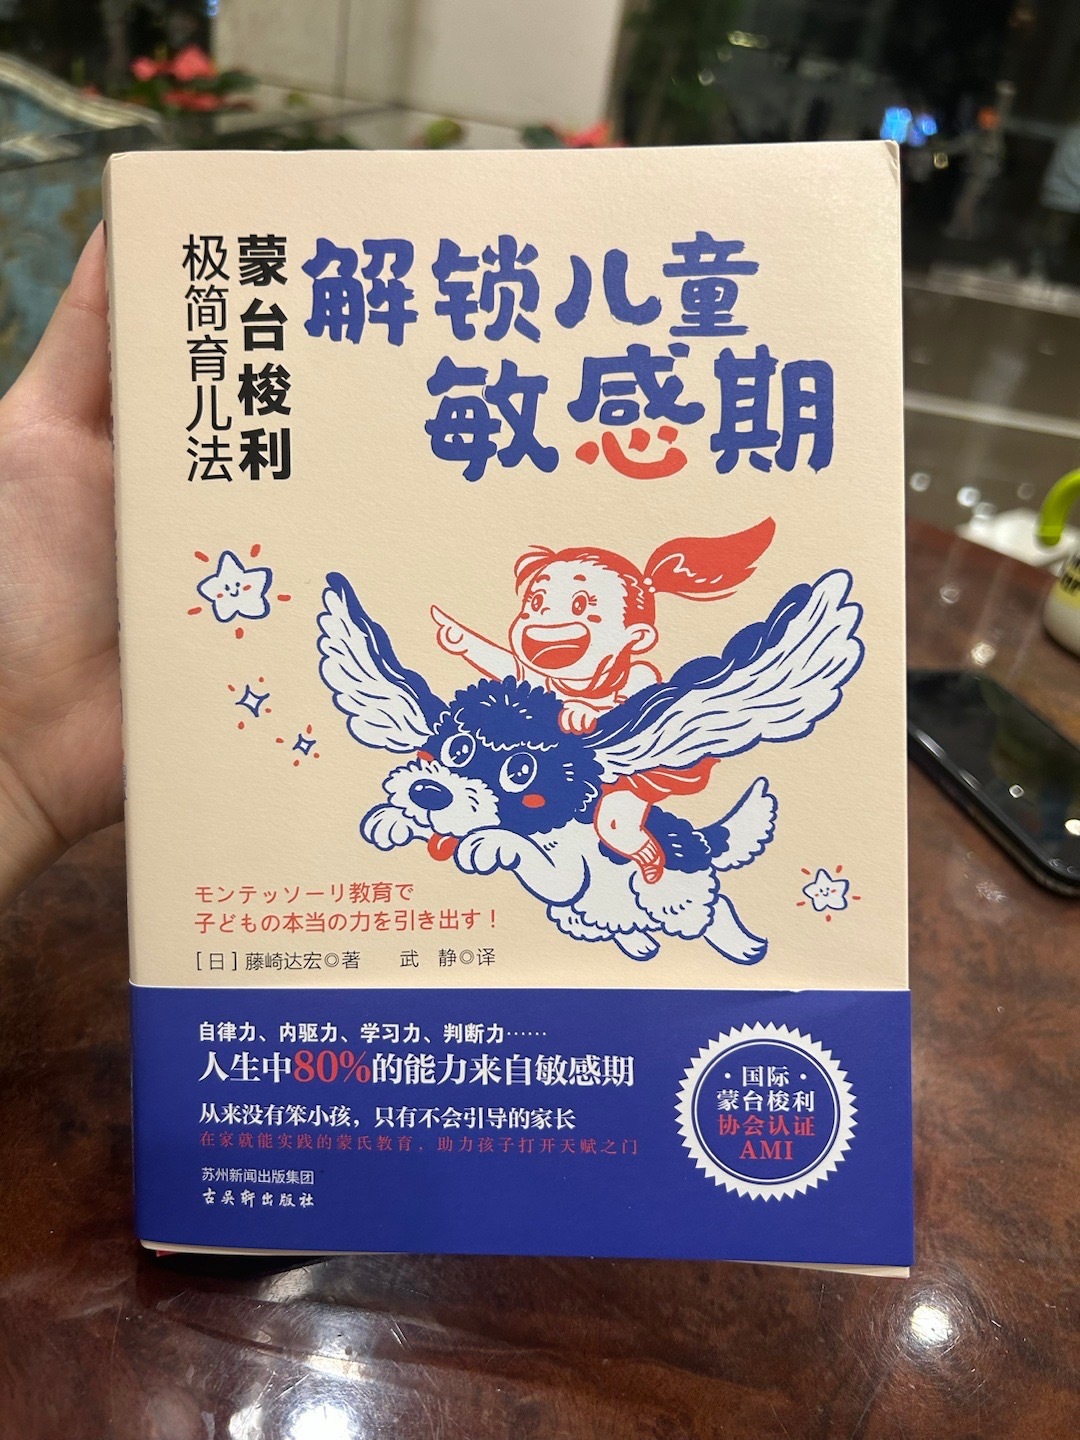 蒙台梭利
极简育儿法
解锁儿童
敏感期
モンテッソーリ教育で
子どもの本当の力を引き出す！
［日］藤崎达宏◎著 武 静◎译
自律力、内驱力、学习力、判断力……
人生中80%的能力来自敏感期
从来没有笨小孩，只有不会引导的家长
在家就能实践的蒙氏教育，助力孩子打开天赋之门
苏州新闻出版集团
古吴轩出版社
·国际·
蒙台梭利
协会认证
AMI